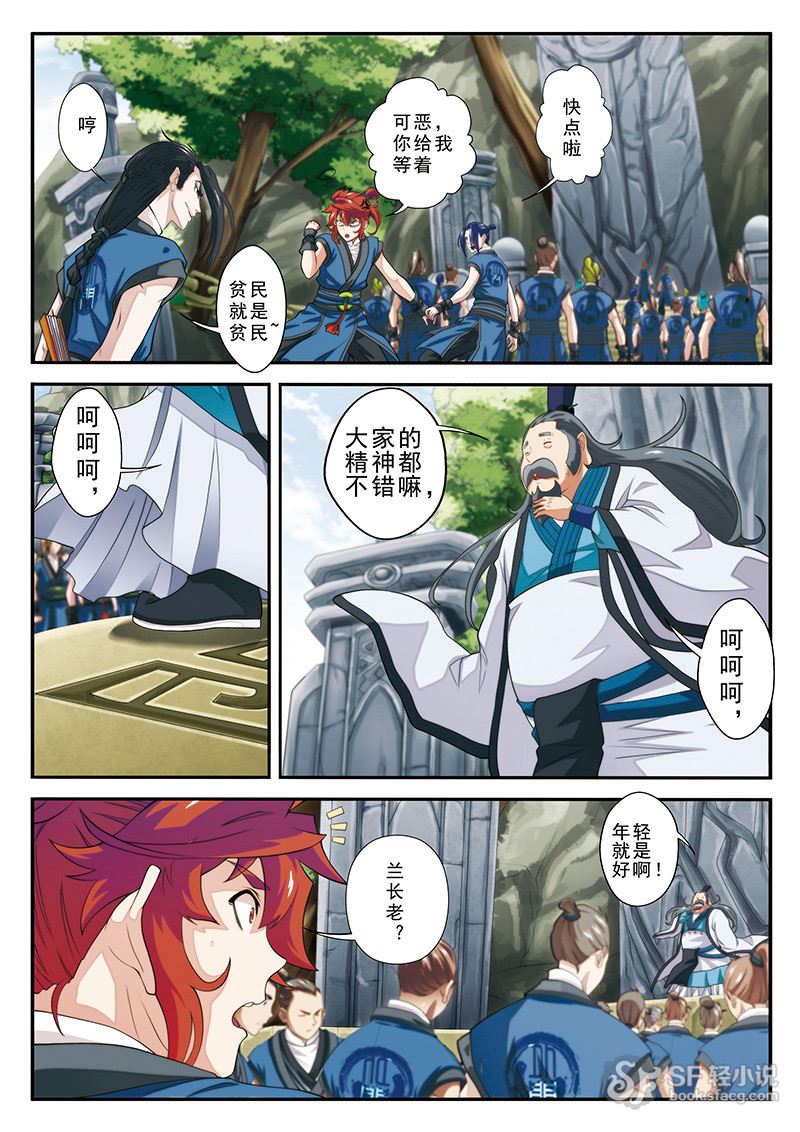 哼
贫民
就是
贫民~
可恶，
你给我
等着
快
点
啦
呵呵呵，
大家的
精神都
不错嘛，
呵呵呵，
兰长老？
年轻
就是
好啊！
SF轻小说
book.sfacg.com